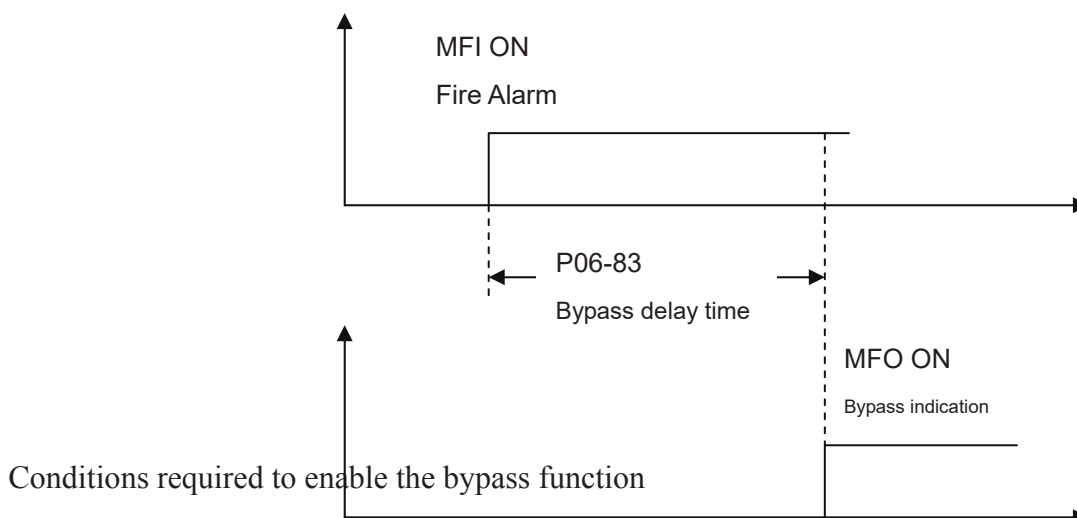 MFI ON
Fire Alarm
P06-83
Bypass delay time
MFO ON
Bypass indication
Conditions required to enable the bypass function